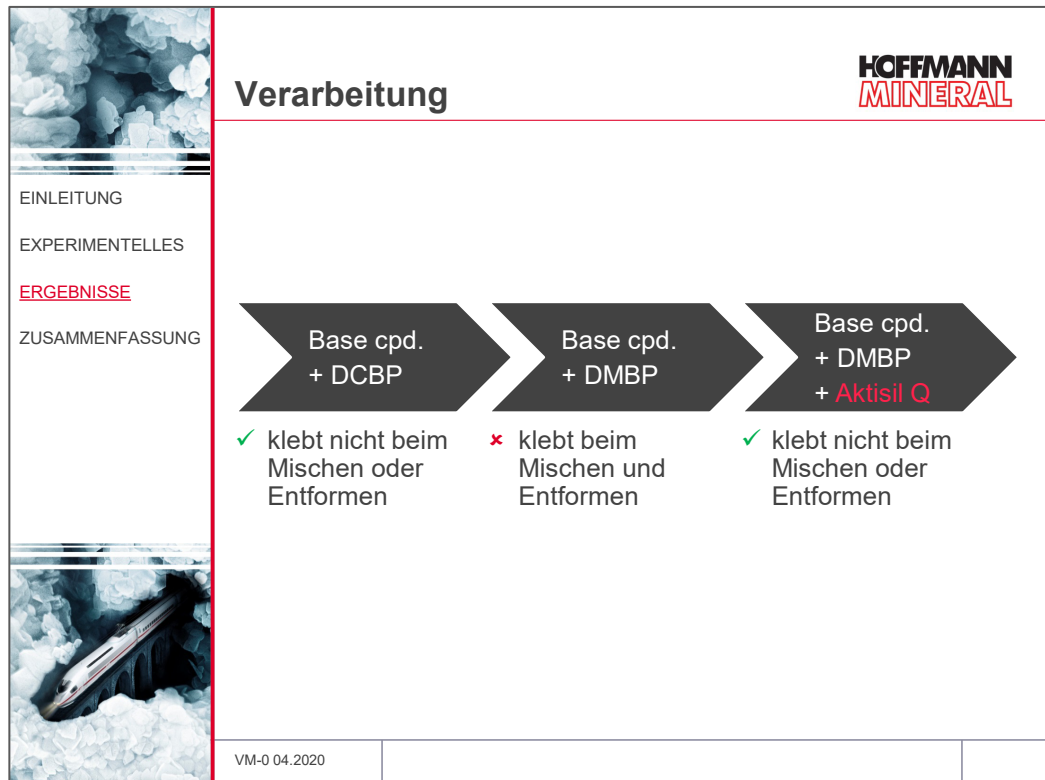 Verarbeitung
HOFFMANN
MINERAL
EINLEITUNG
EXPERIMENTELLES
ERGEBNISSE
ZUSAMMENFASSUNG
Base cpd.
+ DCBP
✓ klebt nicht beim
Mischen oder
Entformen
Base cpd.
+ DMBP
✘ klebt beim
Mischen und
Entformen
Base cpd.
+ DMBP
+ Aktisil Q
✓ klebt nicht beim
Mischen oder
Entformen
VM-0 04.2020